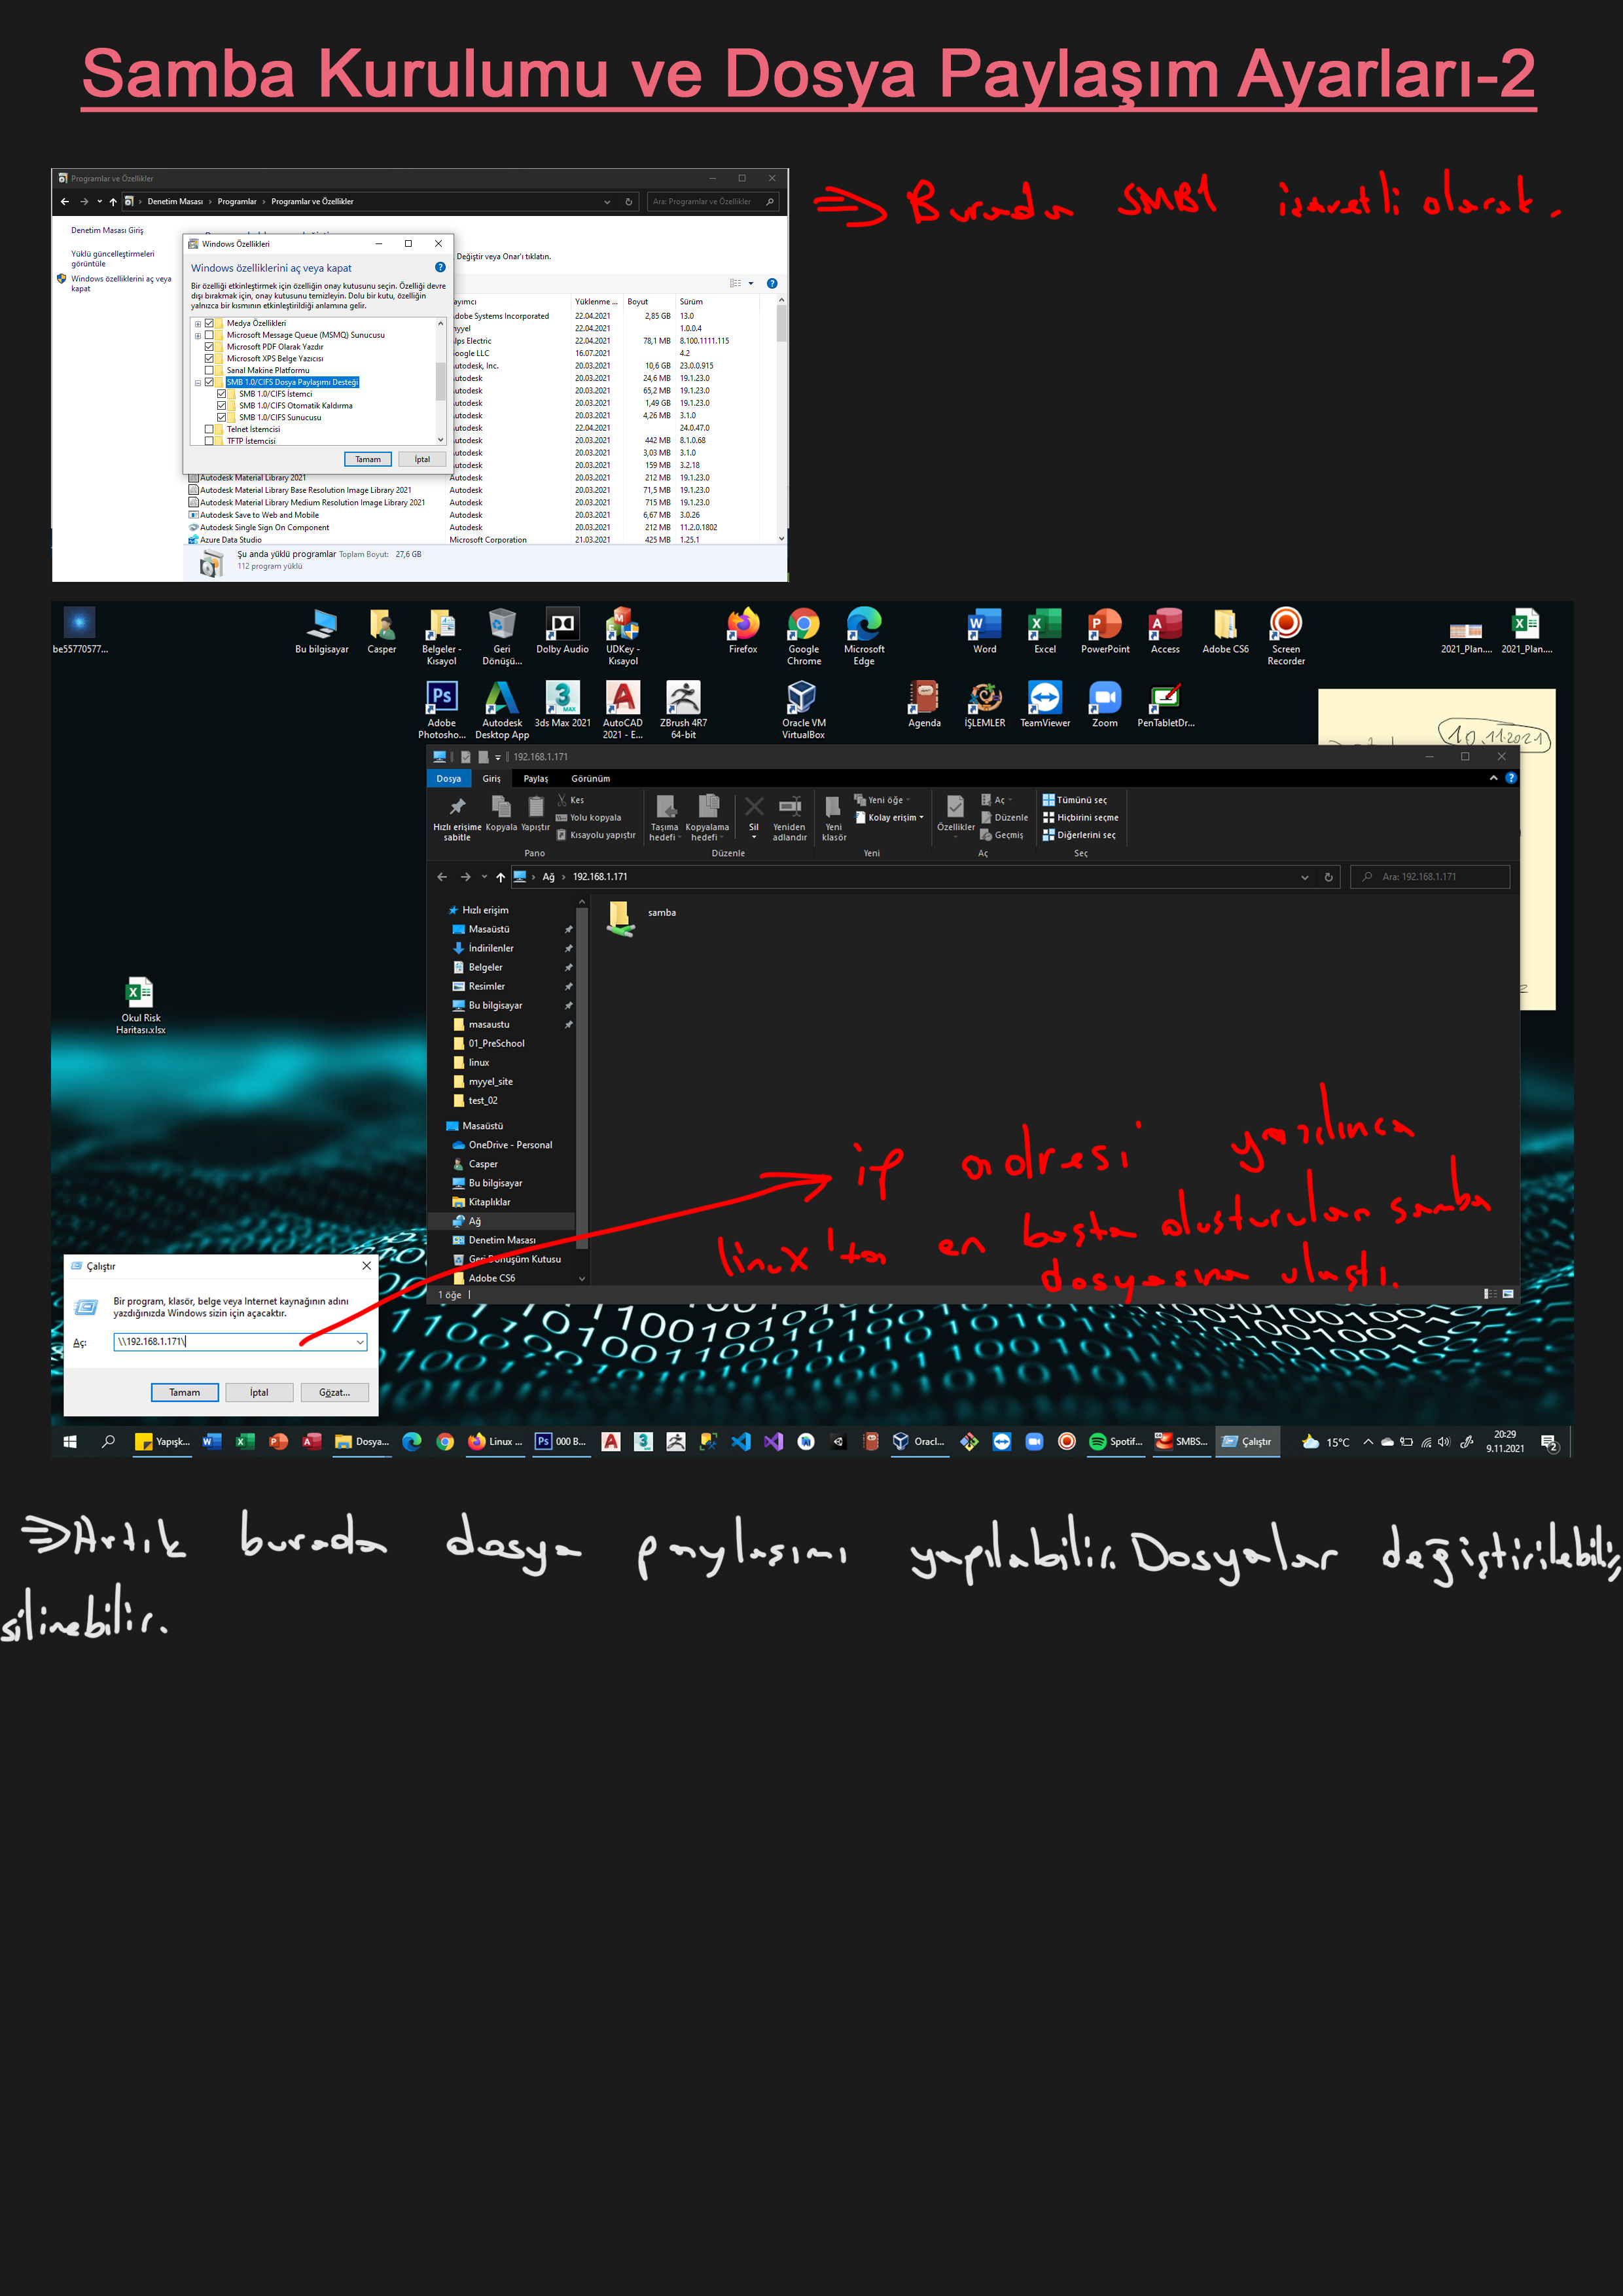 Samba Kurulumu ve Dosya Paylaşım Ayarları-2
Programlar ve Özellikler
Denetim Masası › Programlar › Programlar ve Özellikler
Ara: Programlar ve Özellikler
Denetim Masası Giriş
Yüklü güncelleştirmeleri
görüntüle
Windows özelliklerini aç veya
kapat
Değiştir veya Onar'ı tıklatın.
Windows Özellikleri
Windows özelliklerini aç veya kapat
Bir özelliği etkinleştirmek için özelliğin onay kutusunu seçin. Özelliği devre
dışı bırakmak için, onay kutusunu temizleyin. Dolu bir kutu, özelliğin
yalnızca bir kısmının etkinleştirildiği anlamına gelir.
Medya Özellikleri
Microsoft Message Queue (MSMQ) Sunucusu
Microsoft PDF Olarak Yazdır
Microsoft XPS Belge Yazıcısı
Sanal Makine Platformu
SMB 1.0/CIFS Dosya Paylaşımı Desteği
SMB 1.0/CIFS İstemci
SMB 1.0/CIFS Otomatik Kaldırma
SMB 1.0/CIFS Sunucusu
Telnet İstemcisi
TFTP İstemcisi
Tamam İptal
ayımcı Yüklenme ... Boyut Sürüm
dobe Systems Incorporated 22.04.2021 2,85 GB 13.0
myyel 22.04.2021 1.0.0.4
lps Electric 22.04.2021 78,1 MB 8.100.1111.115
oogle LLC 16.07.2021 4.2
utodesk, Inc. 20.03.2021 10,6 GB 23.0.0.915
utodesk 20.03.2021 24,6 MB 19.1.23.0
utodesk 20.03.2021 65,2 MB 19.1.23.0
utodesk 20.03.2021 1,49 GB 19.1.23.0
utodesk 20.03.2021 4,26 MB 3.1.0
utodesk 22.04.2021 24.0.47.0
utodesk 20.03.2021 442 MB 8.1.0.68
utodesk 20.03.2021 3,03 MB 3.1.0
utodesk 20.03.2021 159 MB 3.2.18
Autodesk Material Library 2021 Autodesk 20.03.2021 212 MB 19.1.23.0
Autodesk Material Library Base Resolution Image Library 2021 Autodesk 20.03.2021 71,5 MB 19.1.23.0
Autodesk Material Library Medium Resolution Image Library 2021 Autodesk 20.03.2021 715 MB 19.1.23.0
Autodesk Save to Web and Mobile Autodesk 20.03.2021 6,67 MB 3.0.26
Autodesk Single Sign On Component Autodesk 20.03.2021 212 MB 11.2.0.1802
Azure Data Studio Microsoft Corporation 21.03.2021 425 MB 1.25.1
Şu anda yüklü programlar Toplam Boyut: 27,6 GB
112 program yüklü
⇒ Burada SMB1 işaretli olarak.
be55770577...
Bu bilgisayar
Casper
Belgeler -
Kısayol
Geri
Dönüşü...
Dolby Audio
UDKey -
Kısayol
Firefox
Google
Chrome
Microsoft
Edge
Word
Excel
PowerPoint
Access
Adobe CS6
Screen
Recorder
2021_Plan....
2021_Plan....
Adobe
Photosho...
Autodesk
Desktop App
3ds Max 2021
AutoCAD
2021 - E...
ZBrush 4R7
64-bit
Oracle VM
VirtualBox
Agenda
İŞLEMLER
TeamViewer
Zoom
PenTabletDr...
10.11.2021
Okul Risk
Haritası.xlsx
192.168.1.171
Dosya Giriş Paylaş Görünüm
Hızlı erişime
sabitle
Kopyala
Yapıştır
Kes
Yolu kopyala
Kısayolu yapıştır
Taşıma
hedefi
Kopyalama
hedefi
Sil
Yeniden
adlandır
Yeni
klasör
Yeni öğe
Kolay erişim
Özellikler
Aç
Düzenle
Geçmiş
Tümünü seç
Hiçbirini seçme
Diğerlerini seç
Pano Düzenle Yeni Aç Seç
Ağ › 192.168.1.171
Ara: 192.168.1.171
Hızlı erişim
Masaüstü
İndirilenler
Belgeler
Resimler
Bu bilgisayar
masaustu
01_PreSchool
linux
myyel_site
test_02
Masaüstü
OneDrive - Personal
Casper
Bu bilgisayar
Kitaplıklar
Ağ
Denetim Masası
Geri Dönüşüm Kutusu
Adobe CS6
1 öğe
samba
ip adresi yazılınca
linux'ta en başta oluşturulan samba
dosyasına ulaştı.
Çalıştır
Bir program, klasör, belge veya Internet kaynağının adını
yazdığınızda Windows sizin için açacaktır.
Aç: \\192.168.1.171\
Tamam İptal Gözat...
Yapışk...
Dosya...
Linux ...
000 B...
Oracl...
Spotif...
SMBS...
Çalıştır
15°C
20:29
9.11.2021
2
⇒Artık burada dosya paylaşımı yapılabilir. Dosyalar değiştirilebilir,
silinebilir.